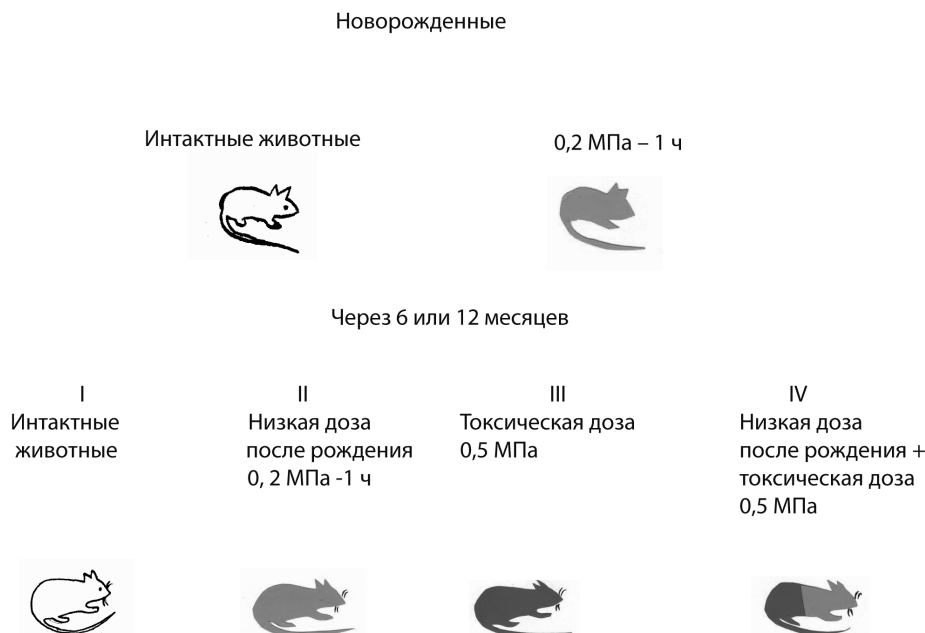 Новорожденные
Интактные животные
0,2 МПа – 1 ч
Через 6 или 12 месяцев
I
Интактные
животные
II
Низкая доза
после рождения
0, 2 МПа -1 ч
III
Токсическая доза
0,5 МПа
IV
Низкая доза
после рождения +
токсическая доза
0,5 МПа